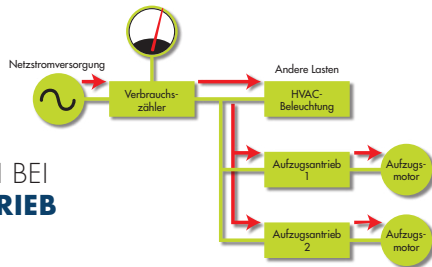 Netzstromversorgung
Verbrauchs-
zähler
Andere Lasten
HVAC-
Beleuchtung
BEI
RIEB
Aufzugsantrieb
1
Aufzugs-
motor
Aufzugsantrieb
2
Aufzugs-
motor